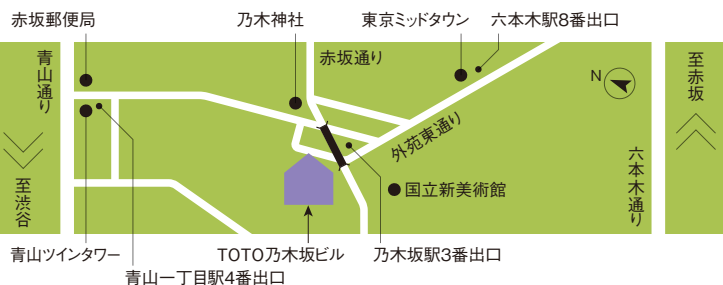 赤坂郵便局
乃木神社
東京ミッドタウン
六本木駅8番出口
青山通り
赤坂通り
至赤坂
N
外苑東通り
六本木通り
至渋谷
国立新美術館
青山ツインタワー
TOTO乃木坂ビル
乃木坂駅3番出口
青山一丁目駅4番出口